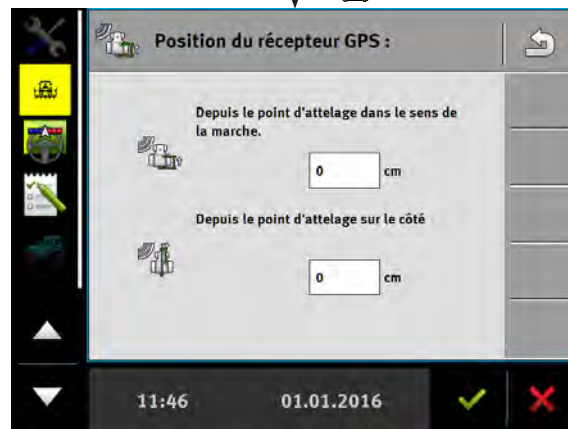 Position du récepteur GPS :
Depuis le point d'attelage dans le sens de
la marche.
0 cm
Depuis le point d'attelage sur le côté
0 cm
11:46 01.01.2016